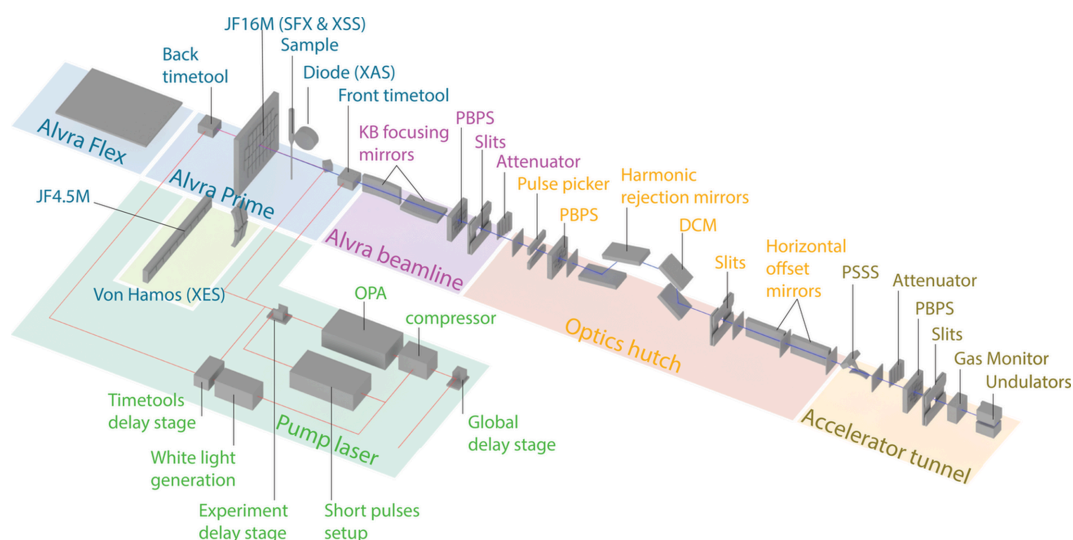 JF16M (SFX & XSS)
Sample
Back
timetool
Diode (XAS)
Front timetool
KB focusing
mirrors
PBPS
Slits
Attenuator
Pulse picker
PBPS
Harmonic
rejection mirrors
DCM
Slits
Horizontal
offset
mirrors
PSSS
Attenuator
PBPS
Slits
Gas Monitor
Undulators
Alvra Flex
Alvra Prime
JF4.5M
Von Hamos (XES)
Alvra beamline
Optics hutch
Accelerator tunnel
OPA
compressor
Timetools
delay stage
Pump laser
Global
delay stage
White light
generation
Experiment
delay stage
Short pulses
setup